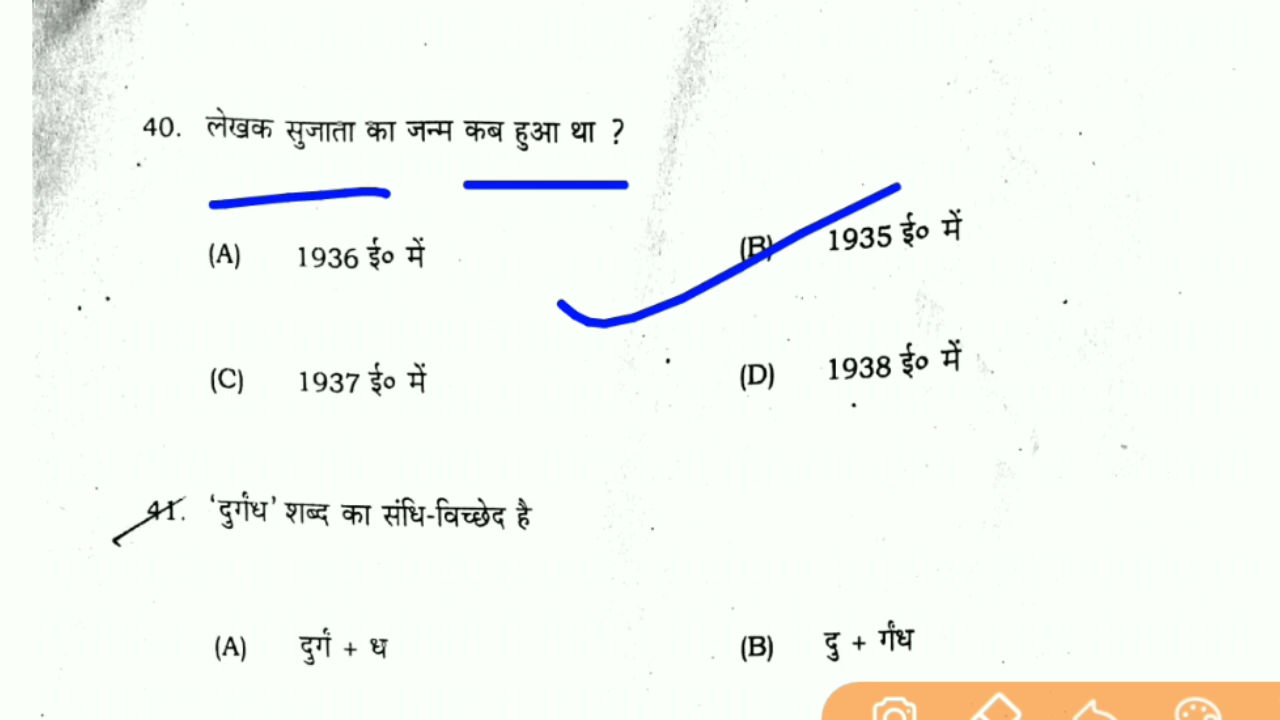 40. लेखक सुजाता का जन्म कब हुआ था ?
(A) 1936 ई० में (B) 1935 ई० में
(C) 1937 ई० में (D) 1938 ई० में
41. 'दुर्गंध' शब्द का संधि-विच्छेद है
(A) दुर्गं + ध (B) दु + र्गंध